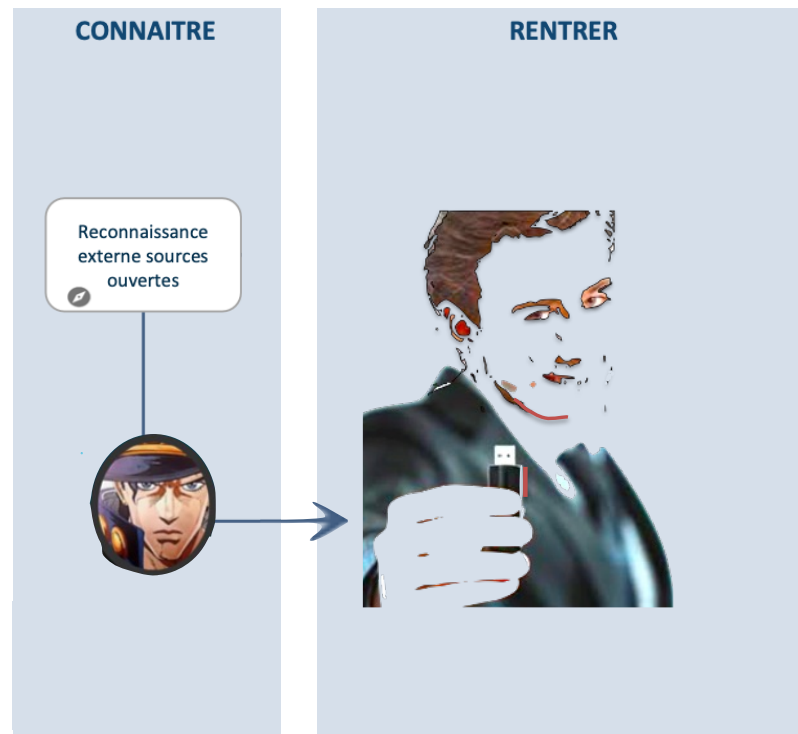 CONNAITRE
RENTRER
Reconnaissance
externe sources
ouvertes